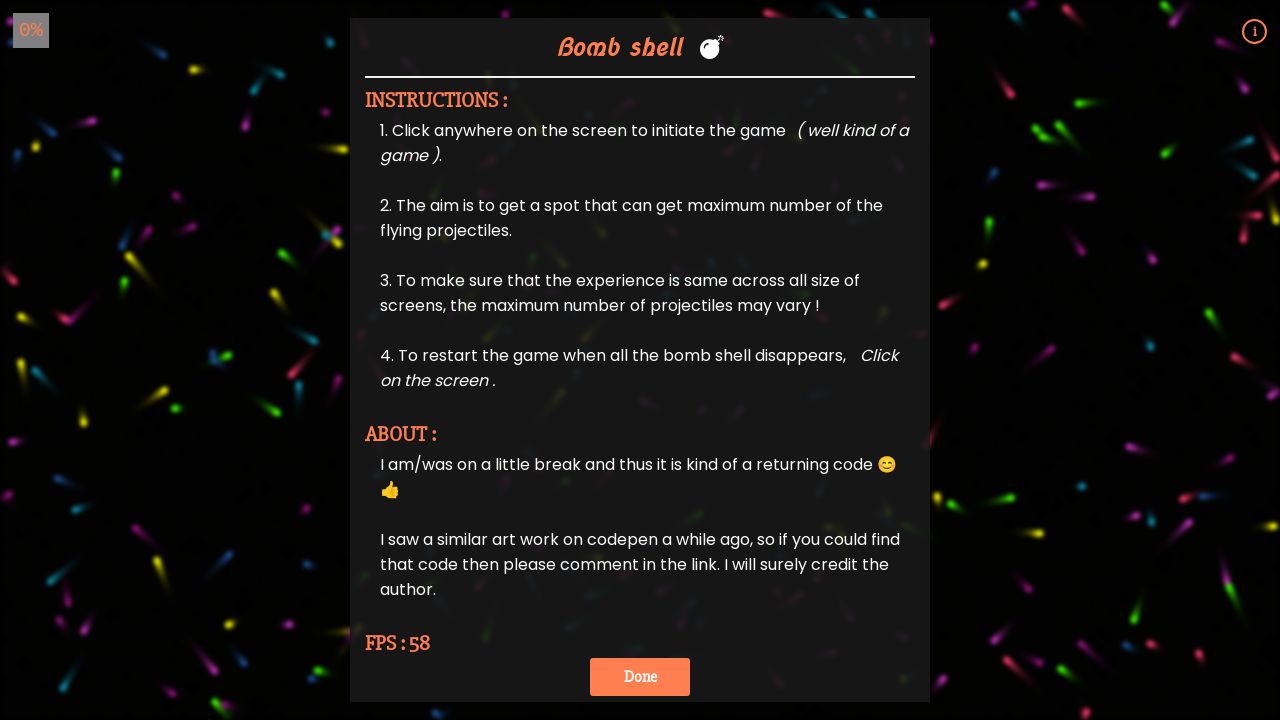 0%
Bomb shell 💣
i
INSTRUCTIONS :
1. Click anywhere on the screen to initiate the game ( well kind of a
game ).
2. The aim is to get a spot that can get maximum number of the
flying projectiles.
3. To make sure that the experience is same across all size of
screens, the maximum number of projectiles may vary !
4. To restart the game when all the bomb shell disappears, Click
on the screen .
ABOUT :
I am/was on a little break and thus it is kind of a returning code 😊
👍
I saw a similar art work on codepen a while ago, so if you could find
that code then please comment in the link. I will surely credit the
author.
FPS : 58
Done